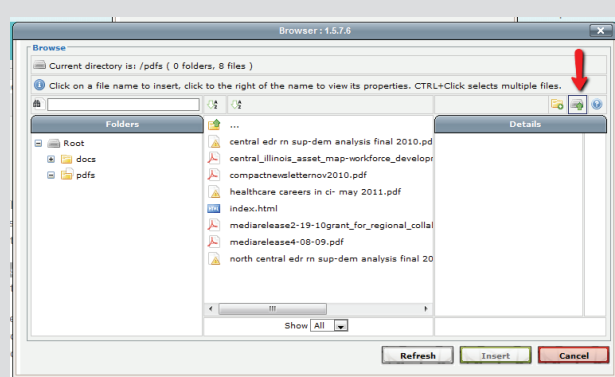 Browser : 1.5.7.6
Browse
Current directory is: /pdfs ( 0 folders, 8 files )
Click on a file name to insert, click to the right of the name to view its properties. CTRL+Click selects multiple files.
Folders
Details
Root
docs
pdfs
...
central edr rn sup-dem analysis final 2010.pd
central_illinois_asset_map-workforce_develop
compactnewsletternov2010.pdf
healthcare careers in ci- may 2011.pdf
index.html
mediarelease2-19-10grant_for_regional_collal
mediarelease4-08-09.pdf
north central edr rn sup-dem analysis final 20
Show All
Refresh
Insert
Cancel